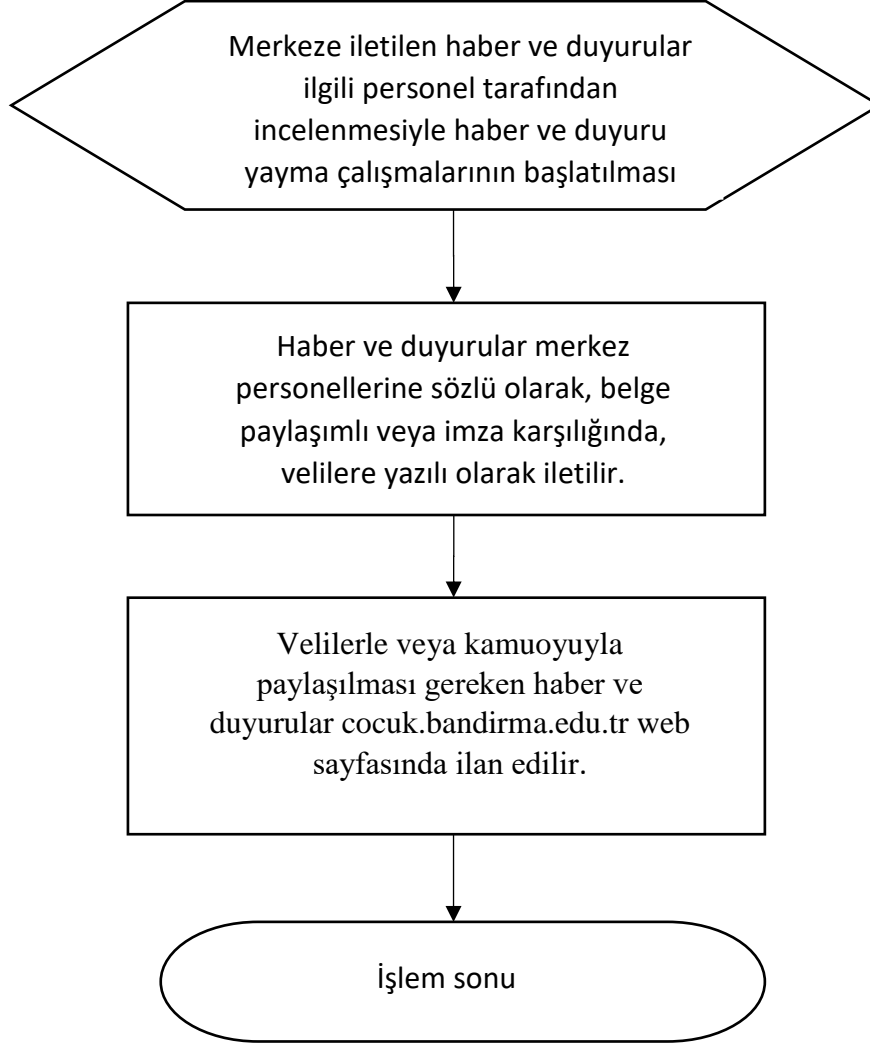 Merkeze iletilen haber ve duyurular
ilgili personel tarafından
incelenmesiyle haber ve duyuru
yayma çalışmalarının başlatılması
Haber ve duyurular merkez
personellerine sözlü olarak, belge
paylaşımlı veya imza karşılığında,
velilere yazılı olarak iletilir.
Velilerle veya kamuoyuyla
paylaşılması gereken haber ve
duyurular cocuk.bandirma.edu.tr web
sayfasında ilan edilir.
İşlem sonu